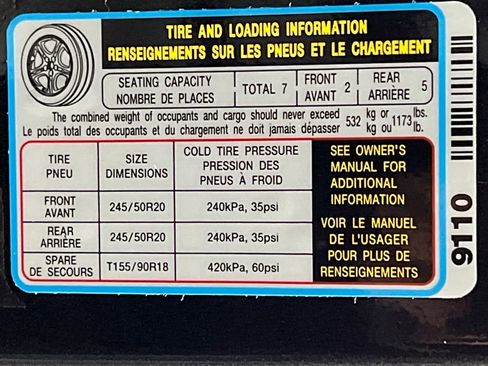 TIRE AND LOADING INFORMATION
RENSEIGNEMENTS SUR LES PNEUS ET LE CHARGEMENT
SEATING CAPACITY
NOMBRE DE PLACES
TOTAL 7
FRONT
AVANT 2
REAR
ARRIÈRE 5
The combined weight of occupants and cargo should never exceed 532 kg or 1173 lbs.
Le poids total des occupants et du chargement ne doit jamais dépasser kg ou lb.
TIRE
PNEU
SIZE
DIMENSIONS
COLD TIRE PRESSURE
PRESSION DES
PNEUS À FROID
FRONT
AVANT
245/50R20
240kPa, 35psi
REAR
ARRIÈRE
245/50R20
240kPa, 35psi
SPARE
DE SECOURS
T155/90R18
420kPa, 60psi
SEE OWNER'S
MANUAL FOR
ADDITIONAL
INFORMATION
VOIR LE MANUEL
DE L'USAGER
POUR PLUS DE
RENSEIGNEMENTS
9110